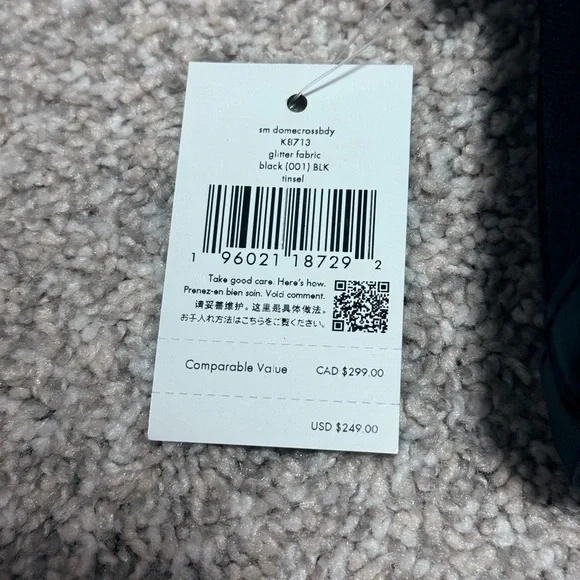 sm domecrossbdy
K8713
glitter fabric
black (001) BLK
tinsel
1 96021 18729 2
Take good care. Here's how.
Prenez-en bien soin. Voici comment.
请妥善维护。这里是具体做法。
お手入れ方法はこちらをご覧ください。
Comparable Value CAD $299.00
USD $249.00